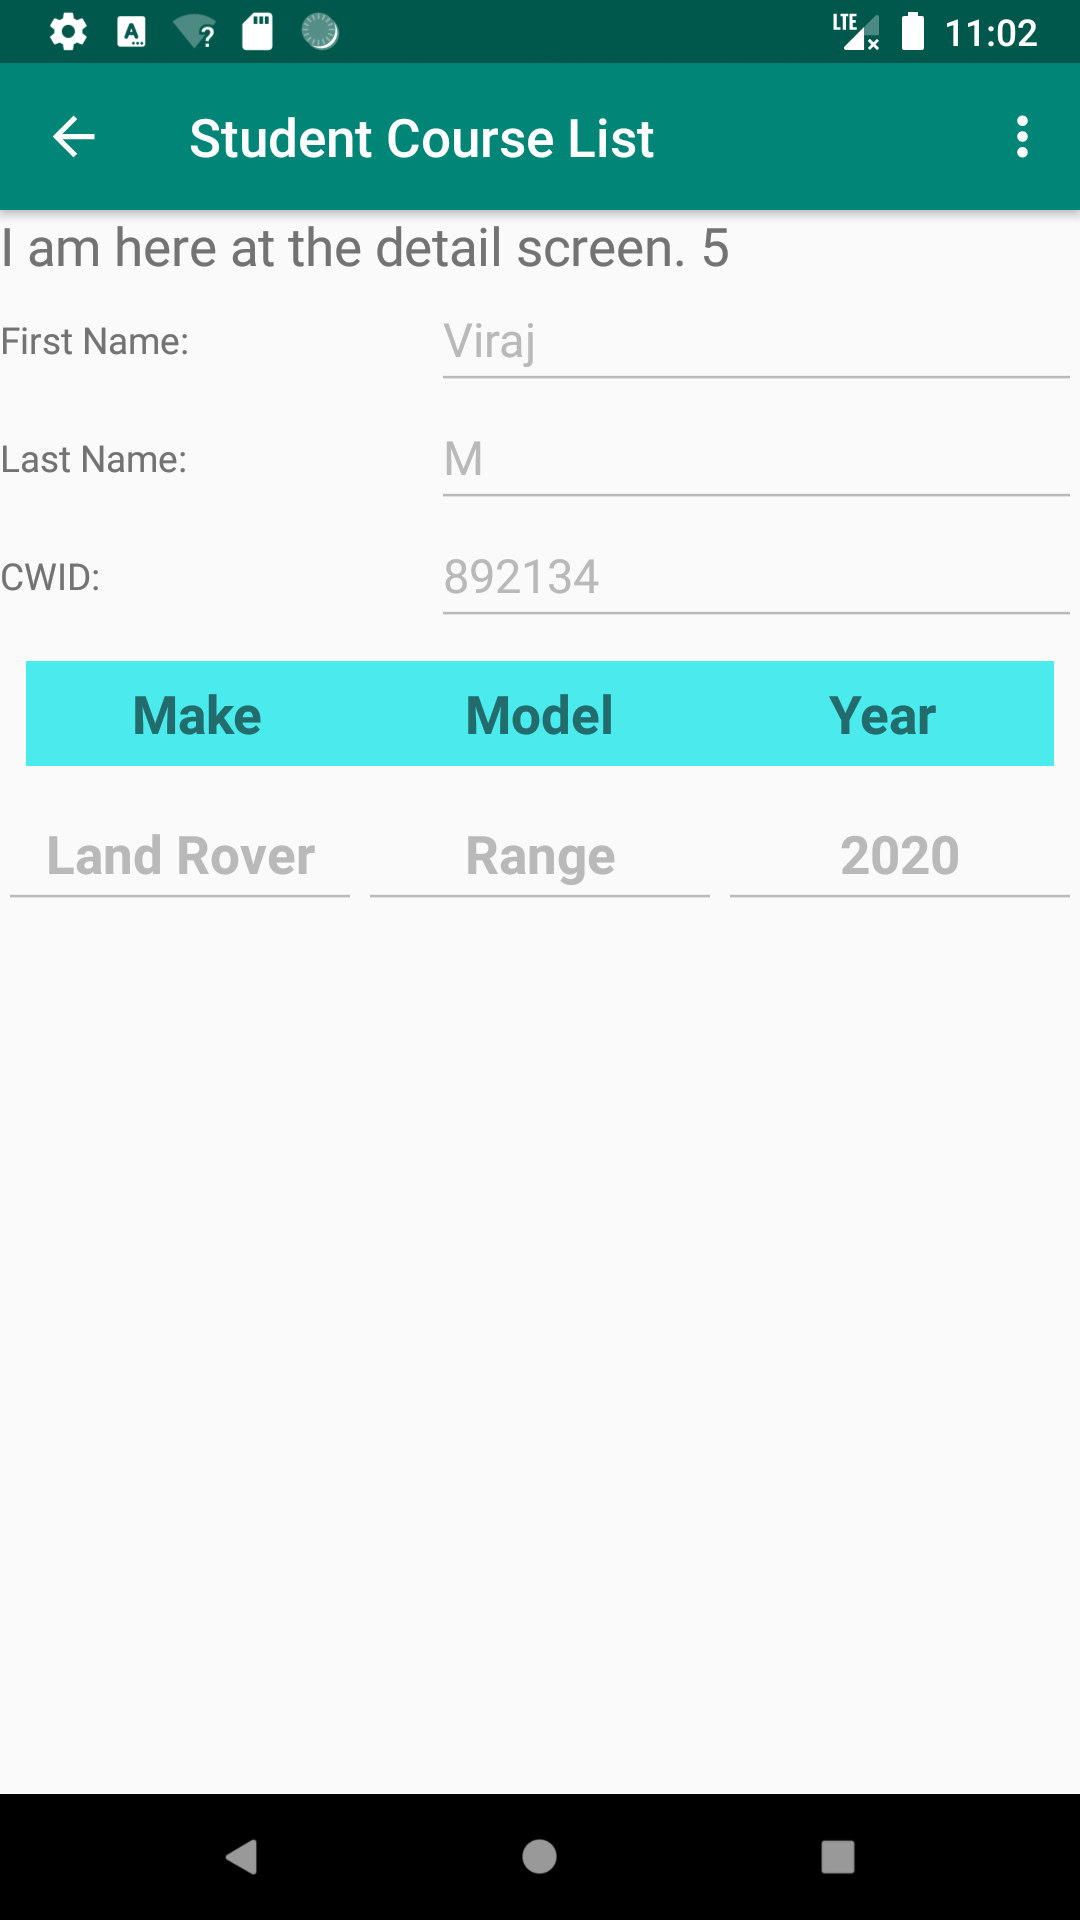 LTE 11:02
Student Course List
I am here at the detail screen. 5
First Name: Viraj
Last Name: M
CWID: 892134
Make Model Year
Land Rover Range 2020